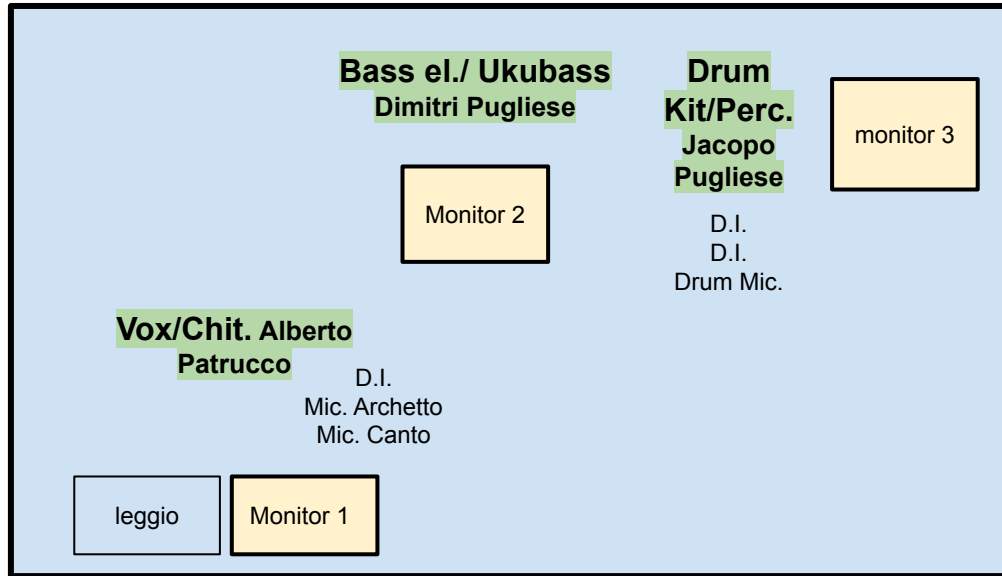 Bass el./ Ukubass
Dimitri Pugliese
Drum
Kit/Perc.
Jacopo
Pugliese
monitor 3
Monitor 2
D.I.
D.I.
Drum Mic.
Vox/Chit. Alberto
Patrucco
D.I.
Mic. Archetto
Mic. Canto
leggio
Monitor 1